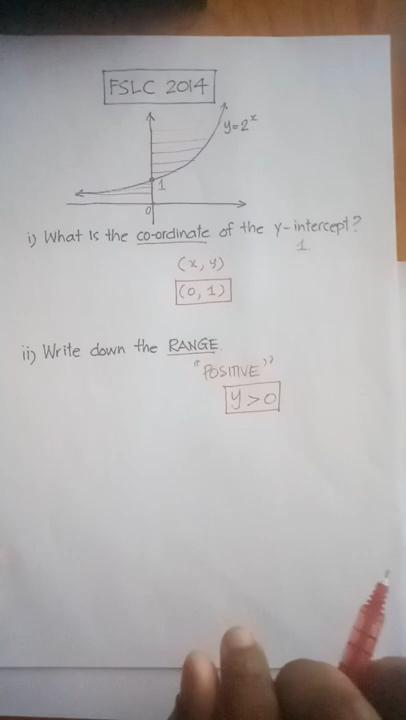 FSLC 2014
y=2ˣ
1
0
i) What Is the co-ordinate of the y-intercept?
1
(x, y)
(0, 1)
ii) Write down the RANGE.
"POSITIVE"
y>0